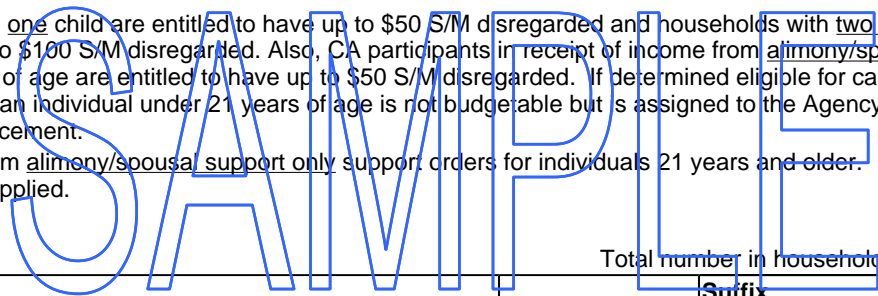 one child are entitled to have up to $50 S/M disregarded and households with two
o $100 S/M disregarded. Also, CA participants in receipt of income from alimony/sp
of age are entitled to have up to $50 S/M disregarded. If determined eligible for ca
an individual under 21 years of age is not budgetable but is assigned to the Agency
cement.
m alimony/spousal support only support orders for individuals 21 years and older.
pplied.
Total number in household
Suffix
SAMPLE